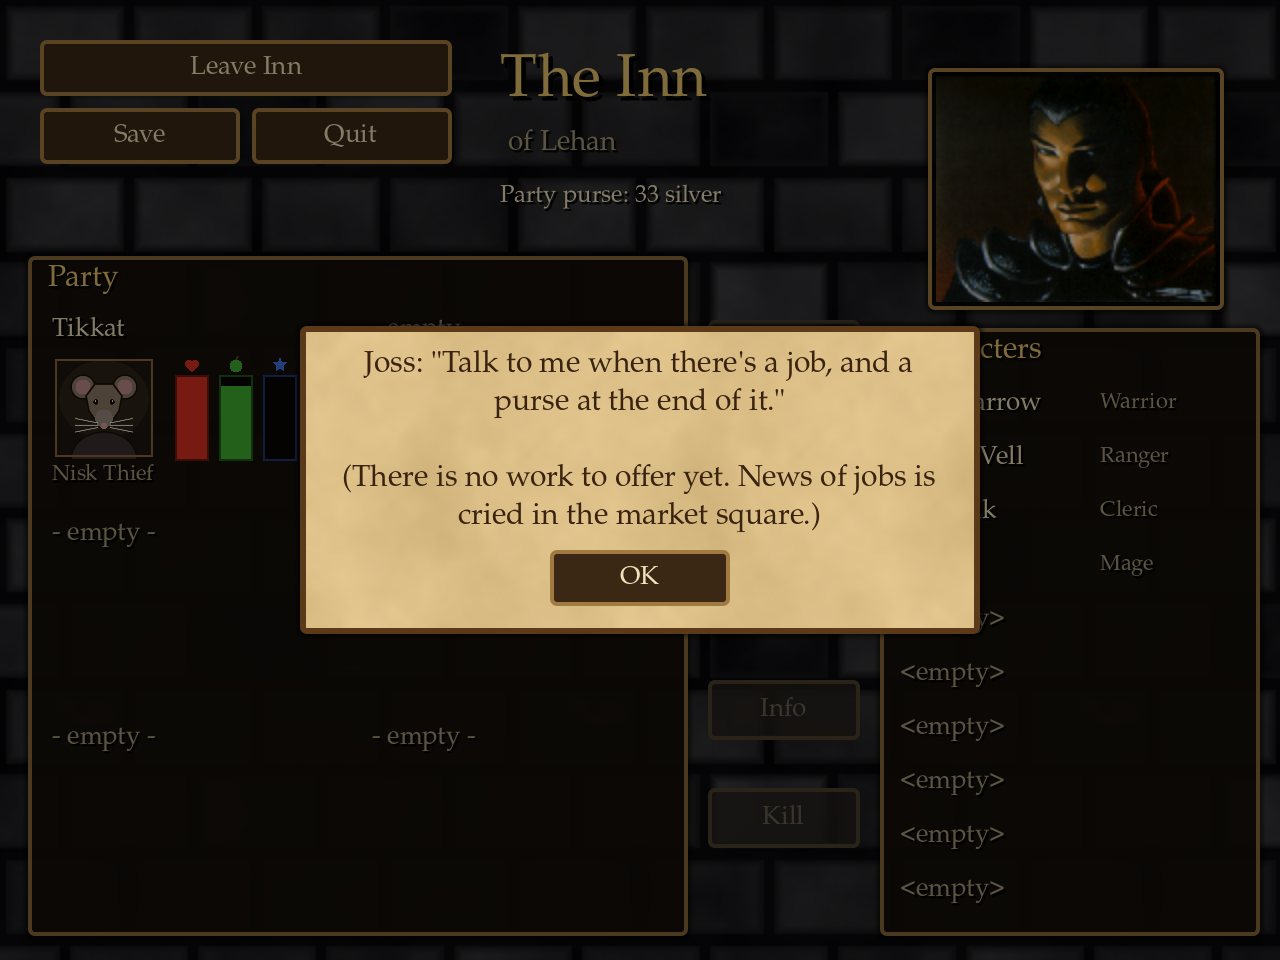 Leave Inn
Save
Quit
The Inn
of Lehan
Party purse: 33 silver
Party
Tikkat
Nisk Thief
- empty -
- empty -
- empty -
Joss: "Talk to me when there's a job, and a
purse at the end of it."
(There is no work to offer yet. News of jobs is
cried in the market square.)
OK
Info
Kill
Warrior
Ranger
Cleric
Mage
<empty>
<empty>
<empty>
<empty>
<empty>